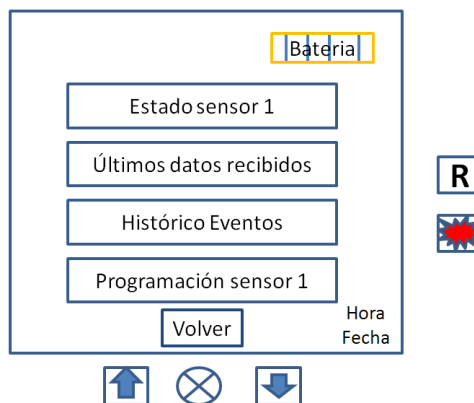 Bateria
Estado sensor 1
Últimos datos recibidos
R
Histórico Eventos
Programación sensor 1
Volver
Hora
Fecha